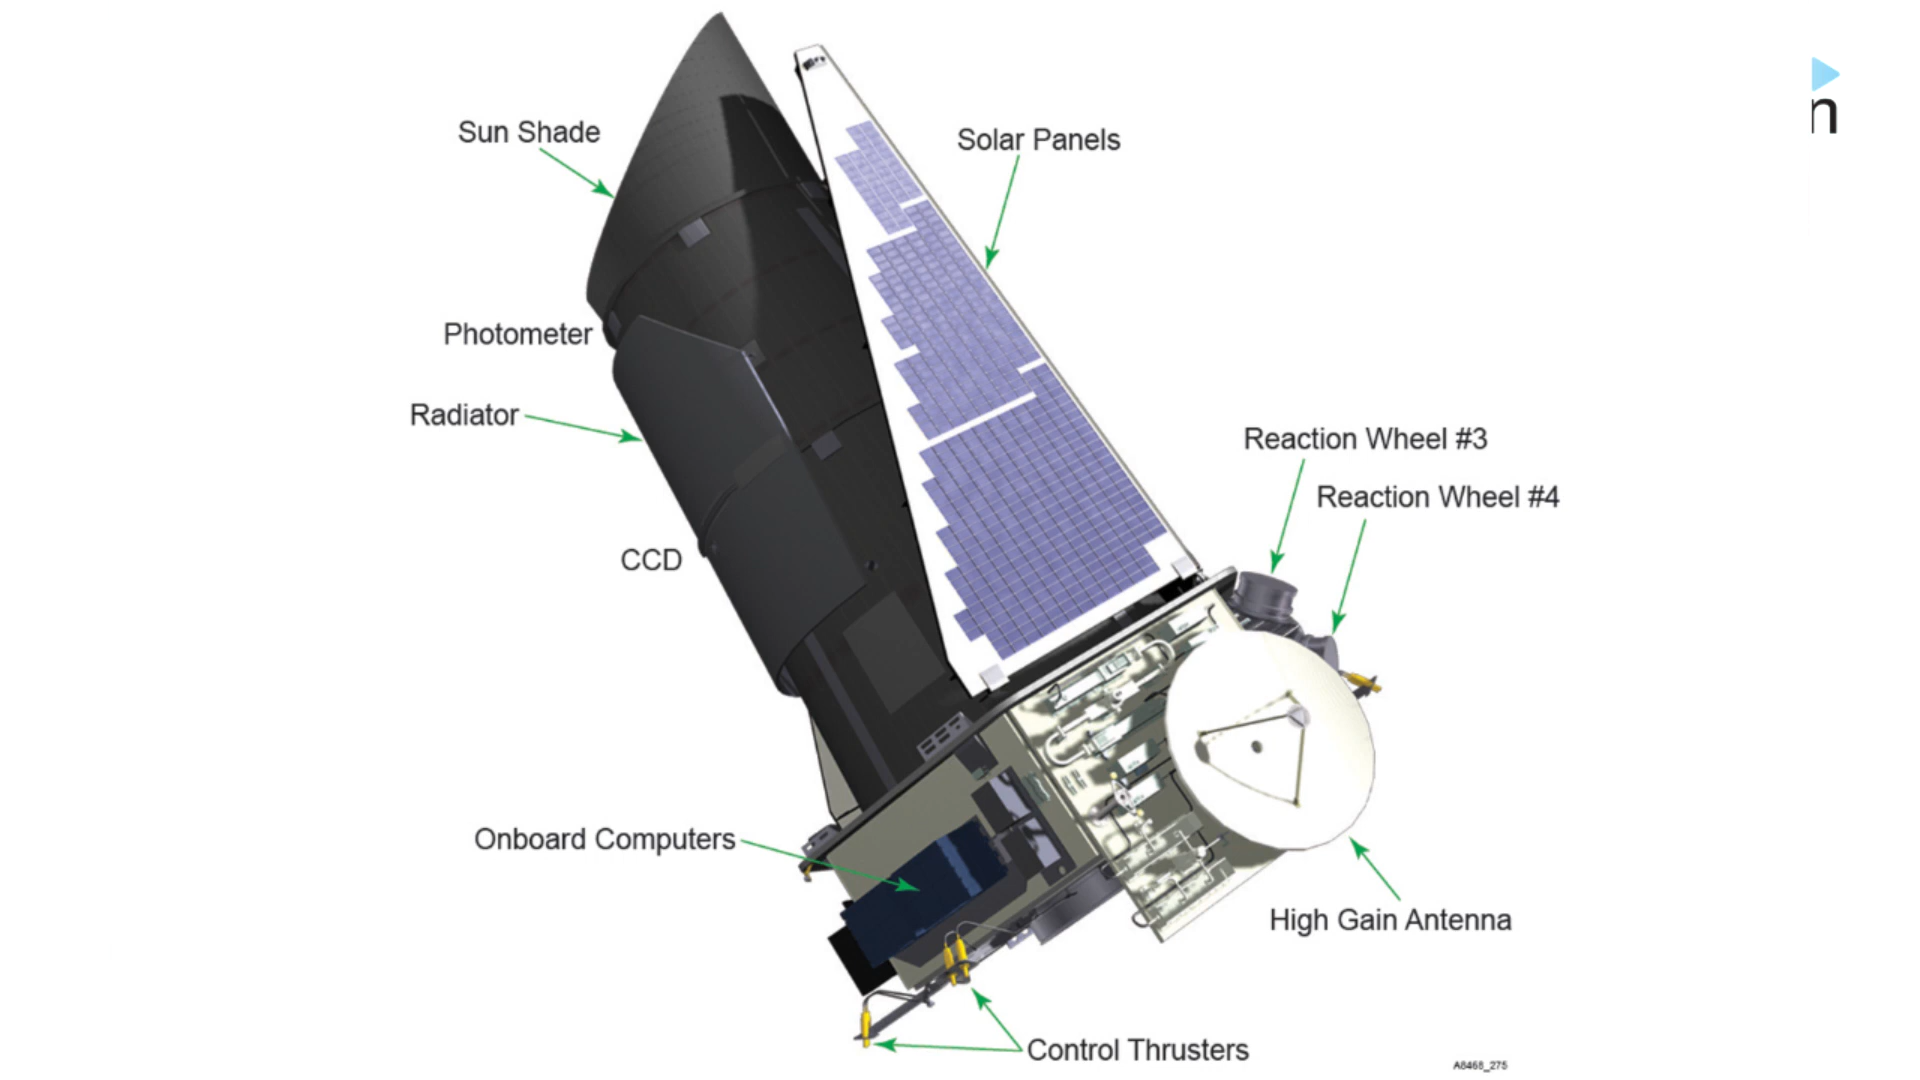 Sun Shade
Solar Panels
n
Photometer
Radiator
Reaction Wheel #3
Reaction Wheel #4
CCD
Onboard Computers
High Gain Antenna
Control Thrusters
A8468_275